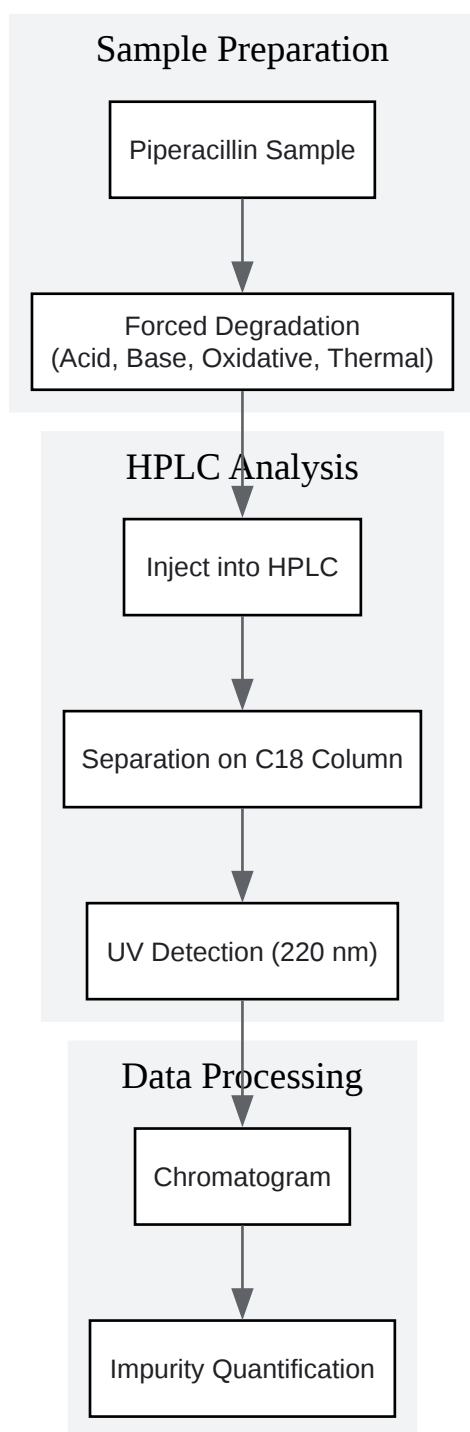 Sample Preparation
Piperacillin Sample
Forced Degradation
(Acid, Base, Oxidative, Thermal)
HPLC Analysis
Inject into HPLC
Separation on C18 Column
UV Detection (220 nm)
Data Processing
Chromatogram
Impurity Quantification